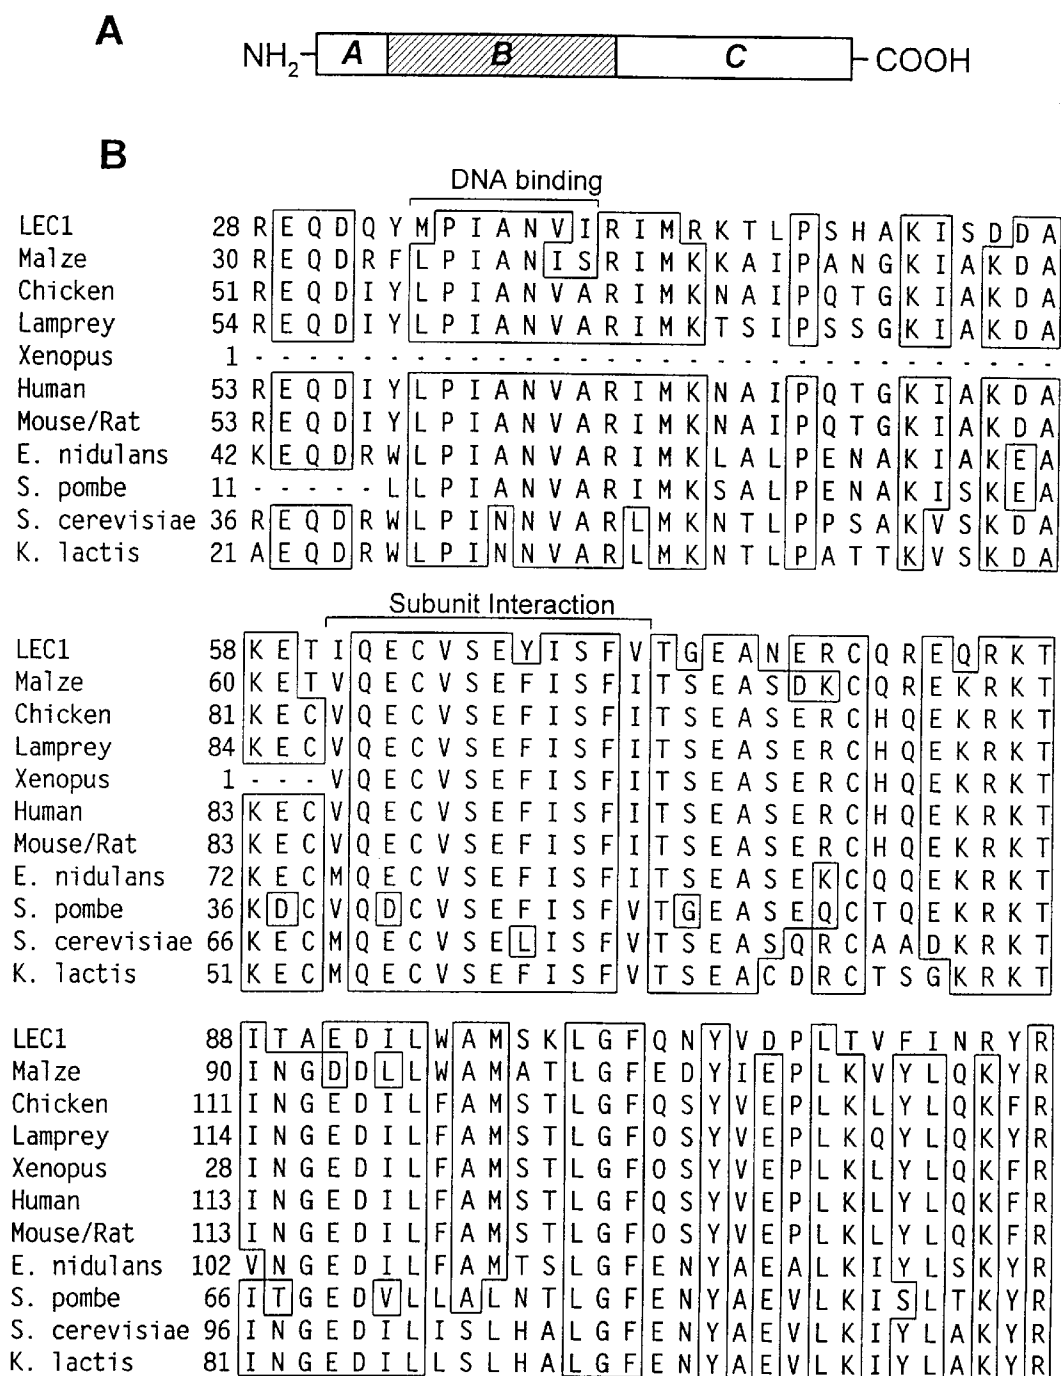 A
NH2 A B C COOH
B
DNA binding
LEC1 28 R E Q D Q Y M P I A N V I R I M R K T L P S H A K I S D D A
Malze 30 R E Q D R F L P I A N I S R I M K K A I P A N G K I A K D A
Chicken 51 R E Q D I Y L P I A N V A R I M K N A I P Q T G K I A K D A
Lamprey 54 R E Q D I Y L P I A N V A R I M K T S I P S S G K I A K D A
Xenopus 1 - - - - - - - - - - - - - - - - - - - - - - - - - - - - - -
Human 53 R E Q D I Y L P I A N V A R I M K N A I P Q T G K I A K D A
Mouse/Rat 53 R E Q D I Y L P I A N V A R I M K N A I P Q T G K I A K D A
E. nidulans 42 K E Q D R W L P I A N V A R I M K L A L P E N A K I A K E A
S. pombe 11 - - - - - L L P I A N V A R I M K S A L P E N A K I S K E A
S. cerevisiae 36 R E Q D R W L P I N N V A R L M K N T L P P S A K V S K D A
K. lactis 21 A E Q D R W L P I N N V A R L M K N T L P A T T K V S K D A
Subunit Interaction
LEC1 58 K E T I Q E C V S E Y I S F V T G E A N E R C Q R E Q R K T
Malze 60 K E T V Q E C V S E F I S F I T S E A S D K C Q R E K R K T
Chicken 81 K E C V Q E C V S E F I S F I T S E A S E R C H Q E K R K T
Lamprey 84 K E C V Q E C V S E F I S F I T S E A S E R C H Q E K R K T
Xenopus 1 - - - V Q E C V S E F I S F I T S E A S E R C H Q E K R K T
Human 83 K E C V Q E C V S E F I S F I T S E A S E R C H Q E K R K T
Mouse/Rat 83 K E C V Q E C V S E F I S F I T S E A S E R C H Q E K R K T
E. nidulans 72 K E C M Q E C V S E F I S F I T S E A S E K C Q Q E K R K T
S. pombe 36 K D C V Q D C V S E F I S F V T G E A S E Q C T Q E K R K T
S. cerevisiae 66 K E C M Q E C V S E L I S F V T S E A S Q R C A A D K R K T
K. lactis 51 K E C M Q E C V S E F I S F V T S E A C D R C T S G K R K T
LEC1 88 I T A E D I L W A M S K L G F Q N Y V D P L T V F I N R Y R
Malze 90 I N G D D L L W A M A T L G F E D Y I E P L K V Y L Q K Y R
Chicken 111 I N G E D I L F A M S T L G F Q S Y V E P L K L Y L Q K F R
Lamprey 114 I N G E D I L F A M S T L G F O S Y V E P L K Q Y L Q K Y R
Xenopus 28 I N G E D I L F A M S T L G F O S Y V E P L K L Y L Q K F R
Human 113 I N G E D I L F A M S T L G F Q S Y V E P L K L Y L Q K F R
Mouse/Rat 113 I N G E D I L F A M S T L G F O S Y V E P L K L Y L Q K F R
E. nidulans 102 V N G E D I L F A M T S L G F E N Y A E A L K I Y L S K Y R
S. pombe 66 I T G E D V L L A L N T L G F E N Y A E V L K I S L T K Y R
S. cerevisiae 96 I N G E D I L I S L H A L G F E N Y A E V L K I Y L A K Y R
K. lactis 81 I N G E D I L L S L H A L G F E N Y A E V L K I Y L A K Y R